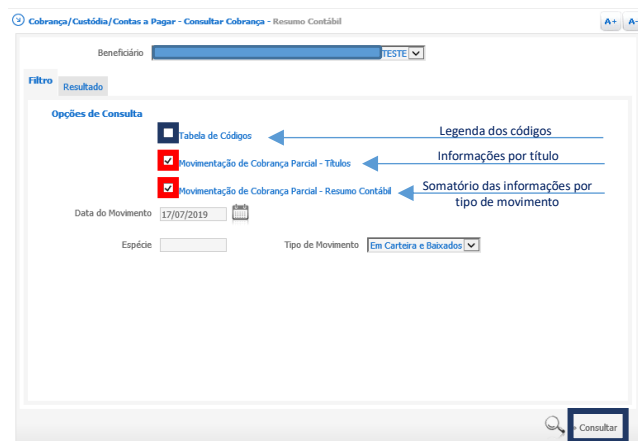 Cobrança/Custódia/Contas a Pagar - Consultar Cobrança - Resumo Contábil
A+ A-
Beneficiário TESTE
Filtro Resultado
Opções de Consulta
Tabela de Códigos Legenda dos códigos
Movimentação de Cobrança Parcial - Títulos Informações por título
Movimentação de Cobrança Parcial - Resumo Contábil Somatório das informações por
tipo de movimento
Data do Movimento 17/07/2019
Espécie Tipo de Movimento Em Carteira e Baixados
» Consultar